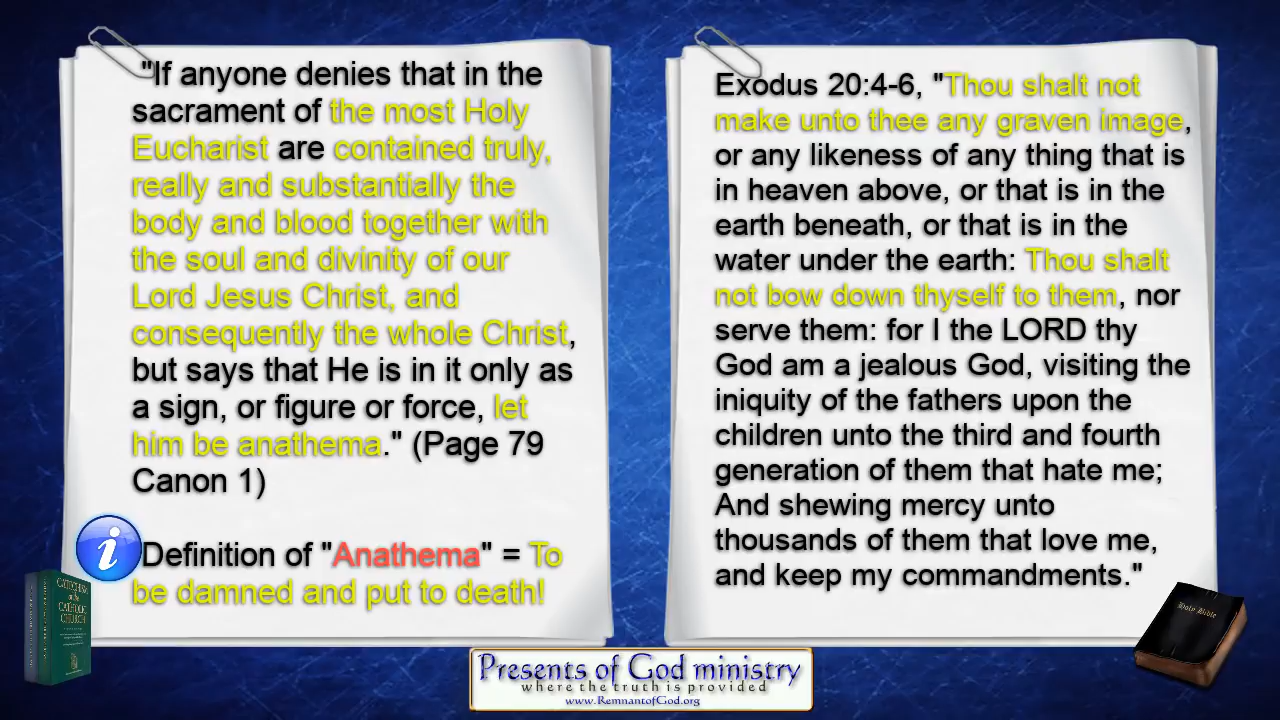 "If anyone denies that in the
sacrament of the most Holy
Eucharist are contained truly,
really and substantially the
body and blood together with
the soul and divinity of our
Lord Jesus Christ, and
consequently the whole Christ,
but says that He is in it only as
a sign, or figure or force, let
him be anathema." (Page 79
Canon 1)
Definition of "Anathema" = To
be damned and put to death!
CATECHISM
OF THE
CATHOLIC
CHURCH
Exodus 20:4-6, "Thou shalt not
make unto thee any graven image,
or any likeness of any thing that is
in heaven above, or that is in the
earth beneath, or that is in the
water under the earth: Thou shalt
not bow down thyself to them, nor
serve them: for I the LORD thy
God am a jealous God, visiting the
iniquity of the fathers upon the
children unto the third and fourth
generation of them that hate me;
And shewing mercy unto
thousands of them that love me,
and keep my commandments."
Holy Bible
Presents of God ministry
where the truth is provided
www.RemnantofGod.org